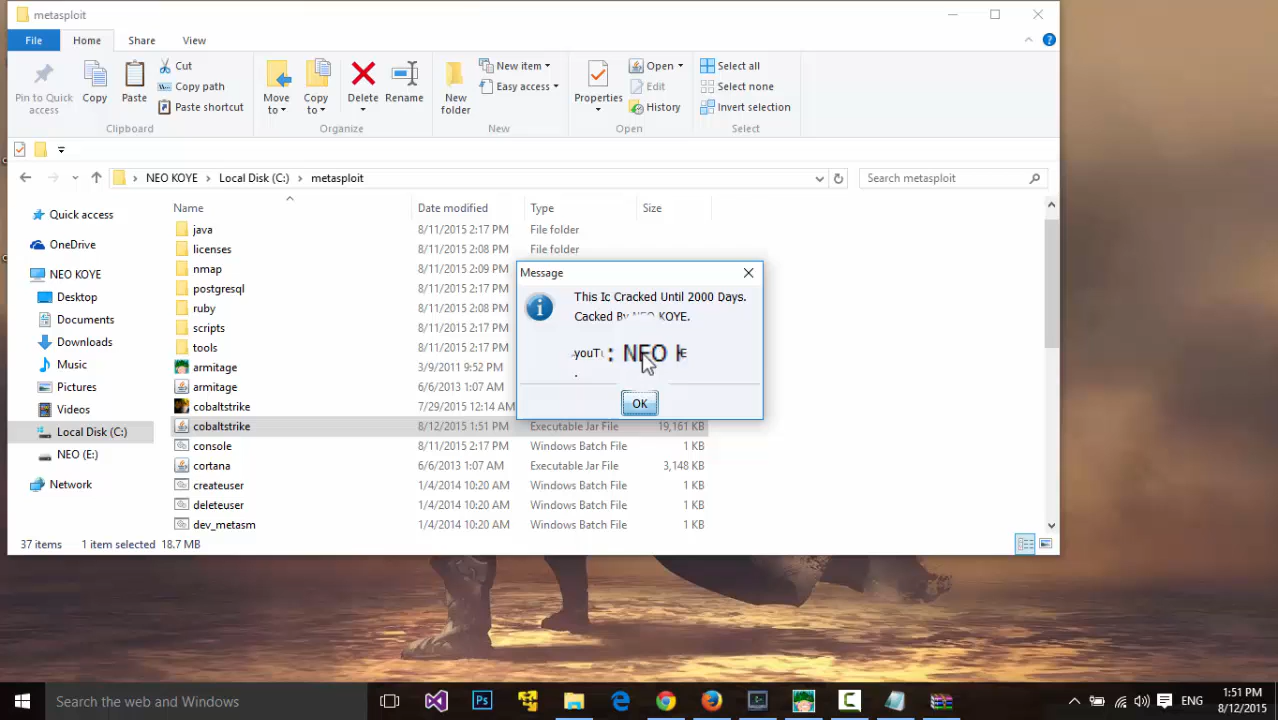 metasploit
File Home Share View
Pin to Quick access
Copy
Paste
Cut
Copy path
Paste shortcut
Clipboard
Move to
Copy to
Delete
Rename
Organize
New folder
New item
Easy access
New
Properties
Open
Edit
History
Open
Select all
Select none
Invert selection
Select
NEO KOYE Local Disk (C:) metasploit
Search metasploit
Quick access
OneDrive
NEO KOYE
Desktop
Documents
Downloads
Music
Pictures
Videos
Local Disk (C:)
NEO (E:)
Network
Name Date modified Type Size
java 8/11/2015 2:17 PM File folder
licenses 8/11/2015 2:08 PM File folder
nmap 8/11/2015 2:09 PM
postgresql 8/11/2015 2:17 PM
ruby 8/11/2015 2:08 PM
scripts 8/11/2015 2:17 PM
tools 8/11/2015 2:17 PM
armitage 3/9/2011 9:52 PM
armitage 6/6/2013 1:07 AM
cobaltstrike 7/29/2015 12:14 AM
cobaltstrike 8/12/2015 1:51 PM Executable Jar File 19,161 KB
console 8/11/2015 2:17 PM Windows Batch File 1 KB
cortana 6/6/2013 1:07 AM Executable Jar File 3,148 KB
createuser 1/4/2014 10:20 AM Windows Batch File 1 KB
deleteuser 1/4/2014 10:20 AM Windows Batch File 1 KB
dev_metasm 1/4/2014 10:20 AM Windows Batch File 1 KB
Message
This Ic Cracked Until 2000 Days.
Cacked By NEO KOYE.
: NEO
.
OK
37 items 1 item selected 18.7 MB
Search the web and Windows
ENG
1:51 PM
8/12/2015